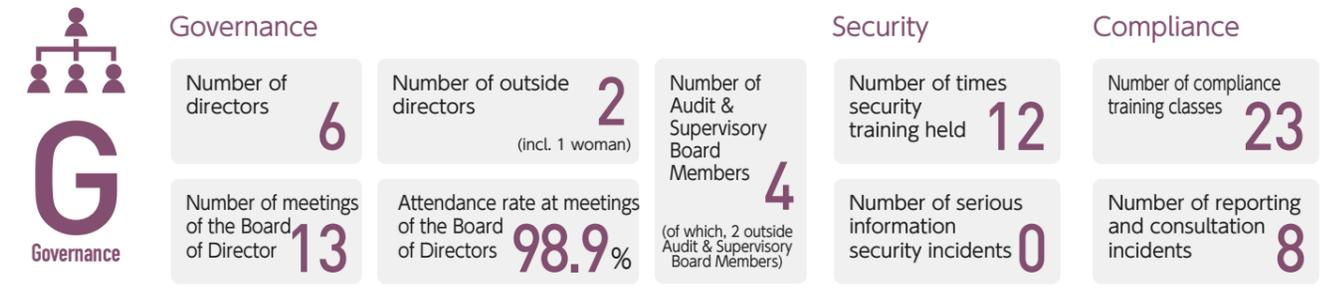 G
Governance
Governance
Number of
directors
6
Number of outside
directors
2
(incl. 1 woman)
Number of meetings
of the Board
of Director
13
Attendance rate at meetings
of the Board
of Directors
98.9%
Number of
Audit &
Supervisory
Board
Members
4
(of which, 2 outside
Audit & Supervisory
Board Members)
Security
Number of times
security
training held
12
Number of serious
information
security incidents
0
Compliance
Number of compliance
training classes
23
Number of reporting
and consultation
incidents
8